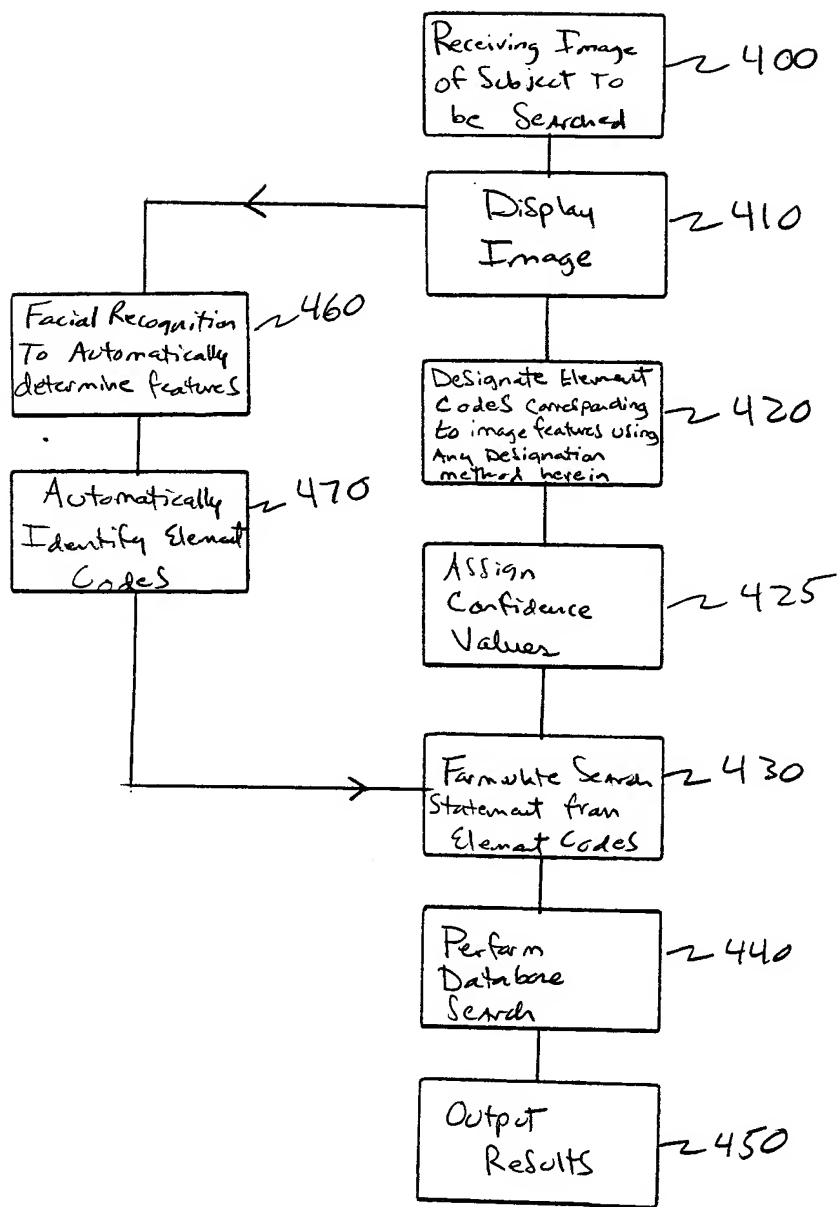 Receiving Image
of Subject To
be Searched
400
Display
Image
410
Facial Recognition
To Automatically
determine features
460
Designate Element
Codes corresponding
to image features using
Any Designation
method herein
420
Automatically
Identify Element
Codes
470
Assign
Confidence
Values
425
Formulate Search
Statement from
Element Codes
430
Perform
Database
Search
440
Output
Results
450